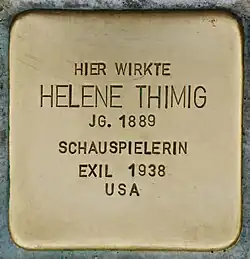 HIER WIRKTE
HELENE THIMIG
JG. 1889
SCHAUSPIELERIN
EXIL 1938
USA